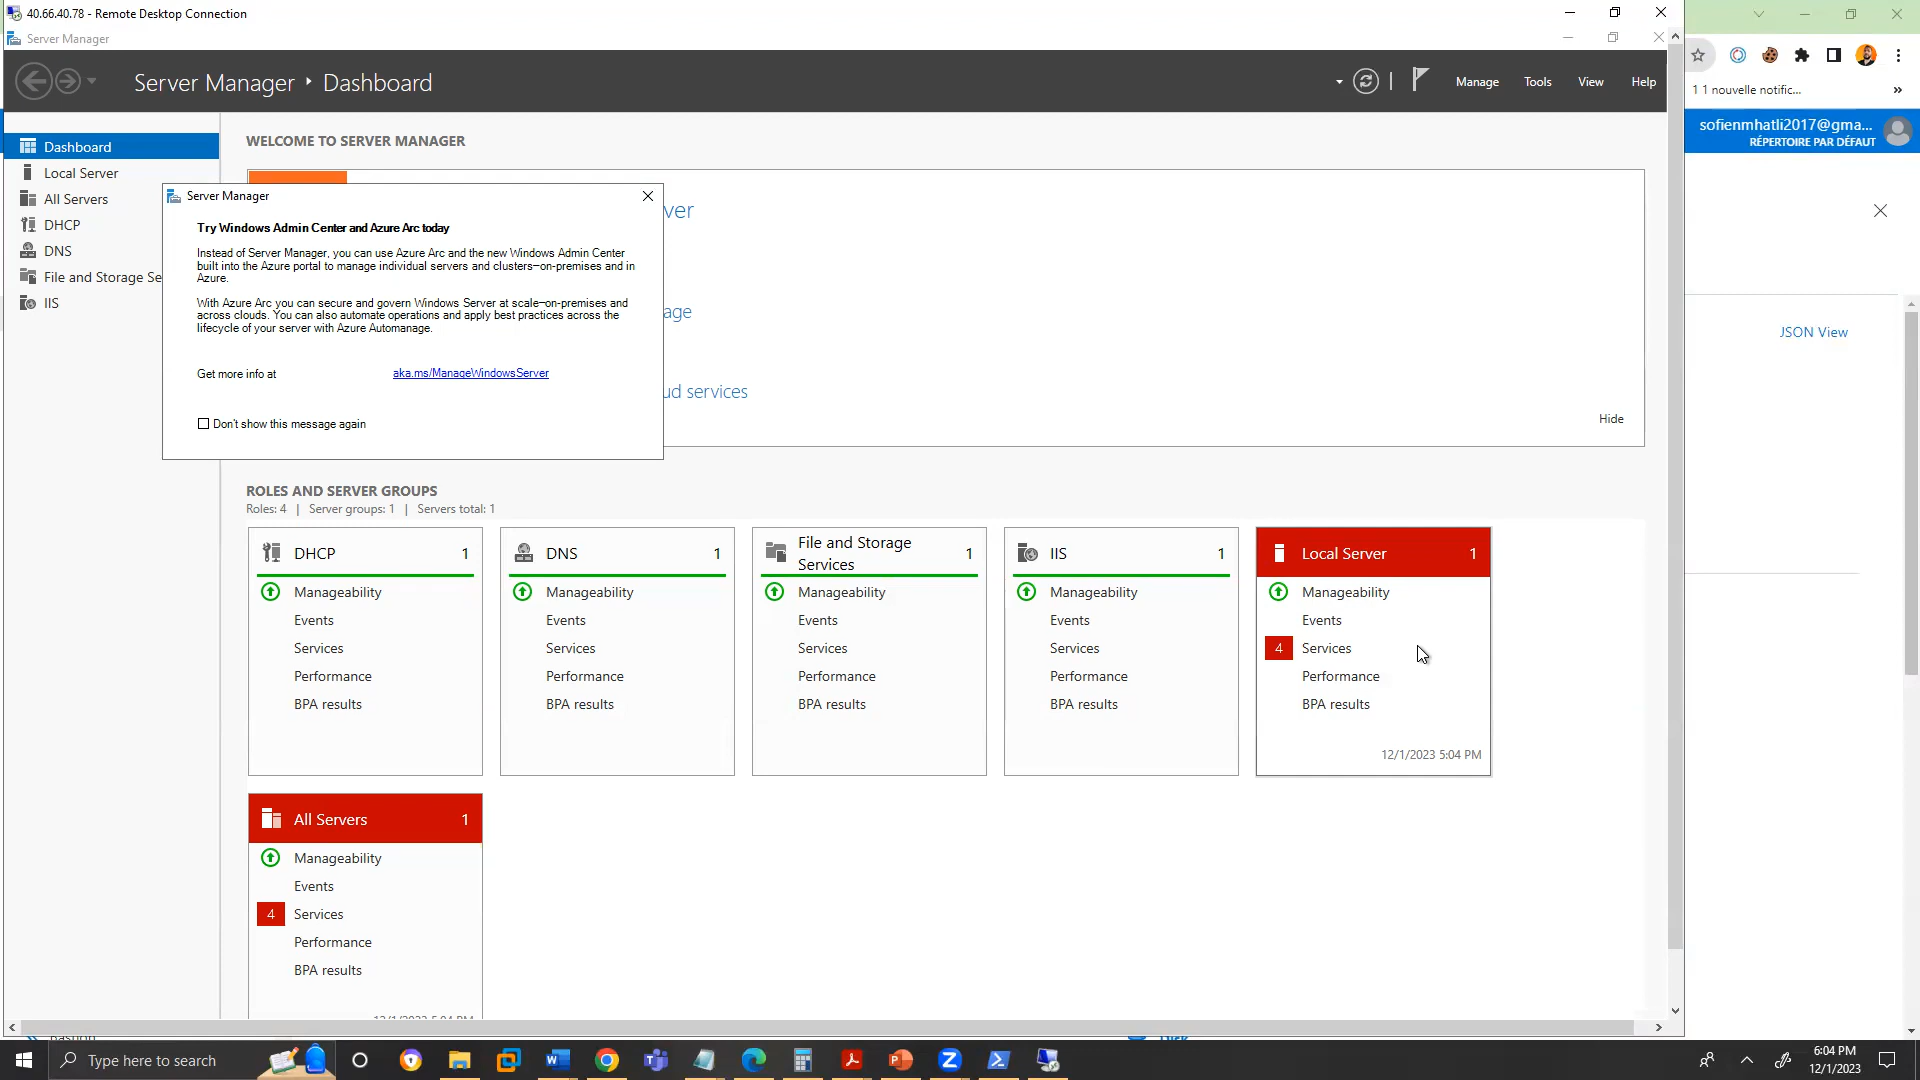 40.66.40.78 - Remote Desktop Connection
Server Manager
Server Manager ‣ Dashboard
Manage Tools View Help
1 1 nouvelle notific...
»
sofienmhatli2017@gma...
RÉPERTOIRE PAR DÉFAUT
JSON View
Dashboard
Local Server
All Servers
DHCP
DNS
File and Storage Se
IIS
WELCOME TO SERVER MANAGER
ver
age
ud services
Hide
Server Manager
Try Windows Admin Center and Azure Arc today
Instead of Server Manager, you can use Azure Arc and the new Windows Admin Center
built into the Azure portal to manage individual servers and clusters–on-premises and in
Azure.
With Azure Arc you can secure and govern Windows Server at scale–on-premises and
across clouds. You can also automate operations and apply best practices across the
lifecycle of your server with Azure Automanage.
Get more info at aka.ms/ManageWindowsServer
Don't show this message again
ROLES AND SERVER GROUPS
Roles: 4 | Server groups: 1 | Servers total: 1
DHCP 1
Manageability
Events
Services
Performance
BPA results
DNS 1
Manageability
Events
Services
Performance
BPA results
File and Storage
Services 1
Manageability
Events
Services
Performance
BPA results
IIS 1
Manageability
Events
Services
Performance
BPA results
Local Server 1
Manageability
Events
4 Services
Performance
BPA results
12/1/2023 5:04 PM
All Servers 1
Manageability
Events
4 Services
Performance
BPA results
12/1/2023 5:04 PM
Type here to search
6:04 PM
12/1/2023